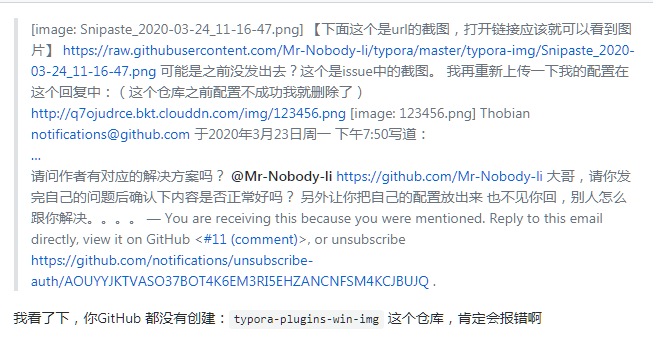 [image: Snipaste_2020-03-24_11-16-47.png] 【下面这个是url的截图，打开链接应该就可以看到图
片】 https://raw.githubusercontent.com/Mr-Nobody-li/typora/master/typora-img/Snipaste_2020-
03-24_11-16-47.png 可能是之前没发出去？这个是issue中的截图。 我再重新上传一下我的配置在
这个回复中：（这个仓库之前配置不成功我就删除了）
http://q7ojudrce.bkt.clouddn.com/img/123456.png [image: 123456.png] Thobian
notifications@github.com 于2020年3月23日周一 下午7:50写道：
...
请问作者有对应的解决方案吗？ @Mr-Nobody-li https://github.com/Mr-Nobody-li 大哥，请你发
完自己的问题后确认下内容是否正常好吗？ 另外让你把自己的配置放出来 也不见你回，别人怎么
跟你解决。。。。 — You are receiving this because you were mentioned. Reply to this email
directly, view it on GitHub <#11 (comment)>, or unsubscribe
https://github.com/notifications/unsubscribe-
auth/AOUYYJKTVASO37BOT4K6EM3RI5EHZANCNFSM4KCJBUJQ .
我看了下，你GitHub 都没有创建：typora-plugins-win-img 这个仓库，肯定会报错啊